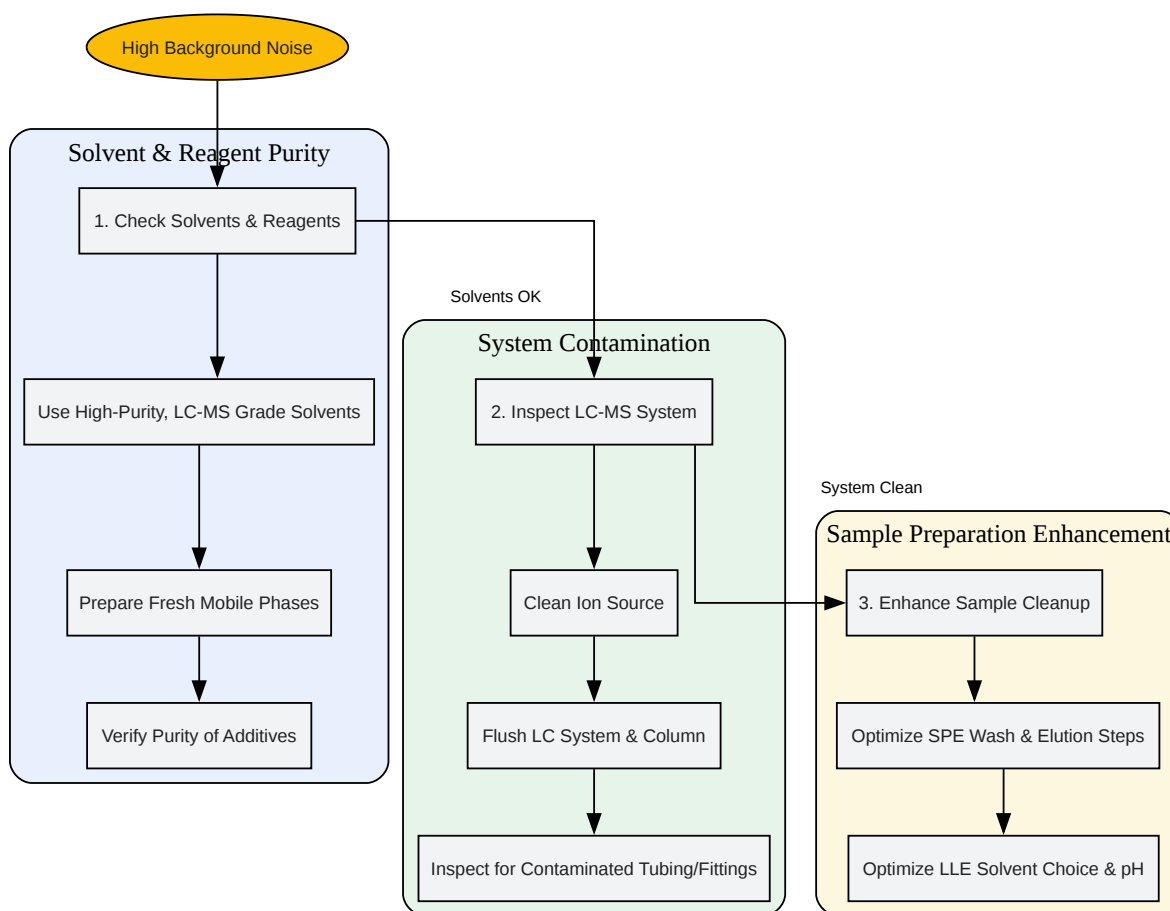 High Background Noise
Solvent & Reagent Purity
1. Check Solvents & Reagents
Use High-Purity, LC-MS Grade Solvents
Prepare Fresh Mobile Phases
Verify Purity of Additives
Solvents OK
System Contamination
2. Inspect LC-MS System
Clean Ion Source
Flush LC System & Column
Inspect for Contaminated Tubing/Fittings
System Clean
Sample Preparation Enhancement
3. Enhance Sample Cleanup
Optimize SPE Wash & Elution Steps
Optimize LLE Solvent Choice & pH